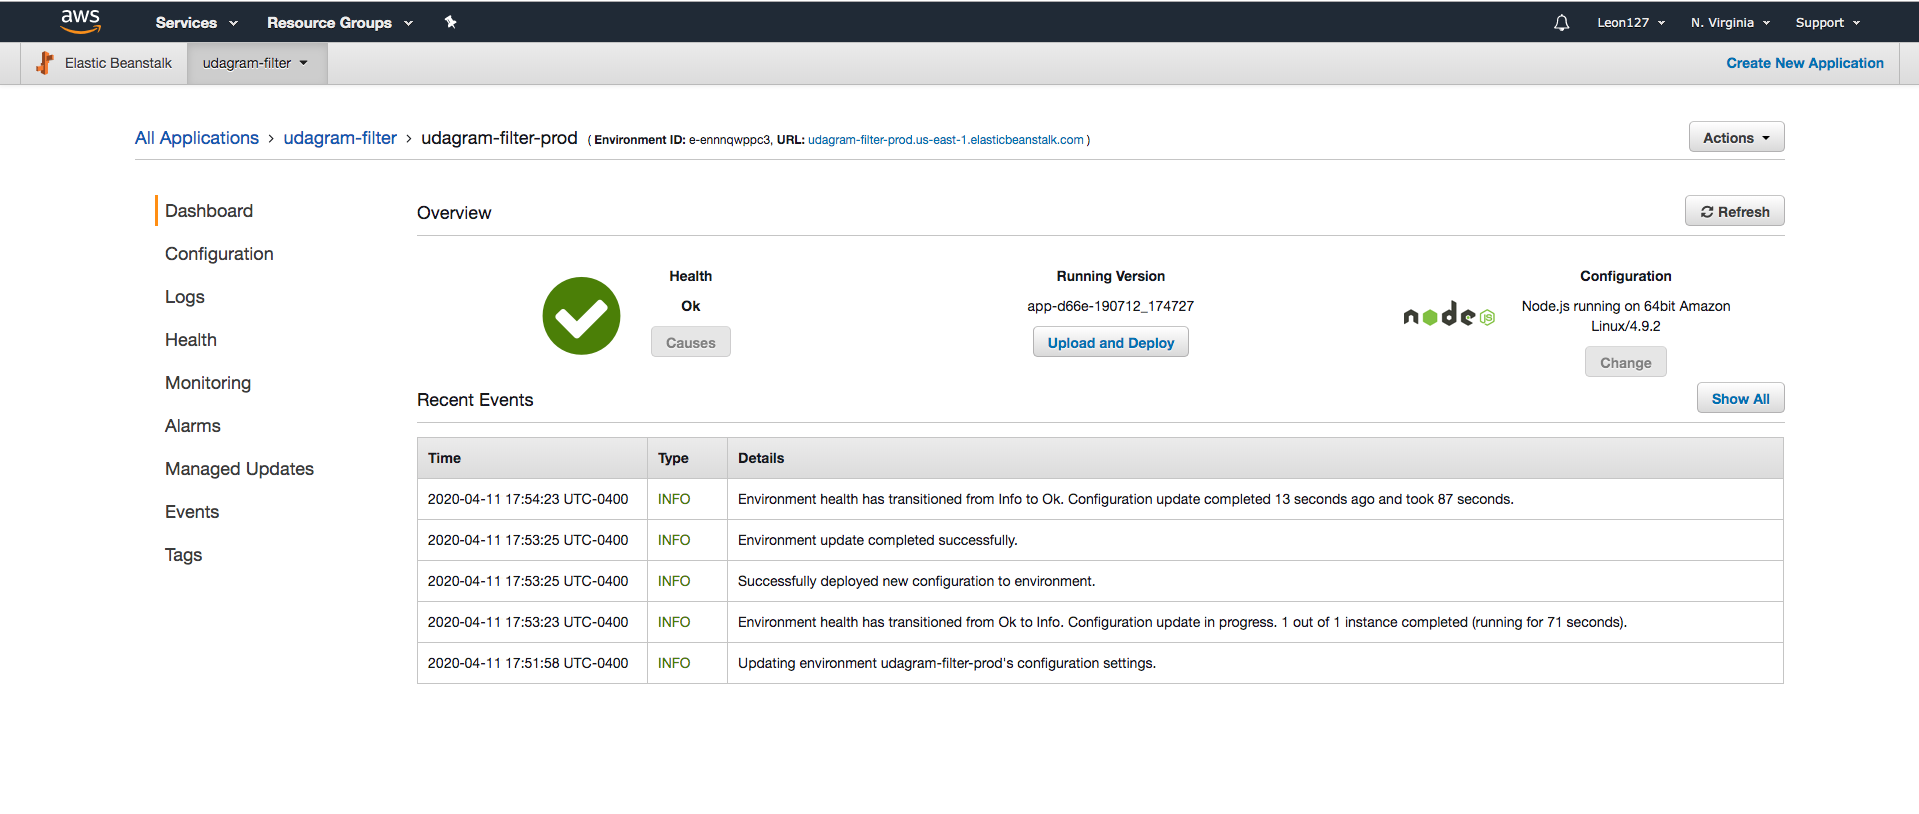 aws Services Resource Groups Leon127 N. Virginia Support
Elastic Beanstalk udagram-filter Create New Application
All Applications > udagram-filter > udagram-filter-prod ( Environment ID: e-ennnqwppc3, URL: udagram-filter-prod.us-east-1.elasticbeanstalk.com ) Actions
Dashboard
Configuration
Logs
Health
Monitoring
Alarms
Managed Updates
Events
Tags
Overview Refresh
Health
Ok
Causes
Running Version
app-d66e-190712_174727
Upload and Deploy
node JS
Configuration
Node.js running on 64bit Amazon
Linux/4.9.2
Change
Recent Events Show All
Time Type Details
2020-04-11 17:54:23 UTC-0400 INFO Environment health has transitioned from Info to Ok. Configuration update completed 13 seconds ago and took 87 seconds.
2020-04-11 17:53:25 UTC-0400 INFO Environment update completed successfully.
2020-04-11 17:53:25 UTC-0400 INFO Successfully deployed new configuration to environment.
2020-04-11 17:53:23 UTC-0400 INFO Environment health has transitioned from Ok to Info. Configuration update in progress. 1 out of 1 instance completed (running for 71 seconds).
2020-04-11 17:51:58 UTC-0400 INFO Updating environment udagram-filter-prod's configuration settings.